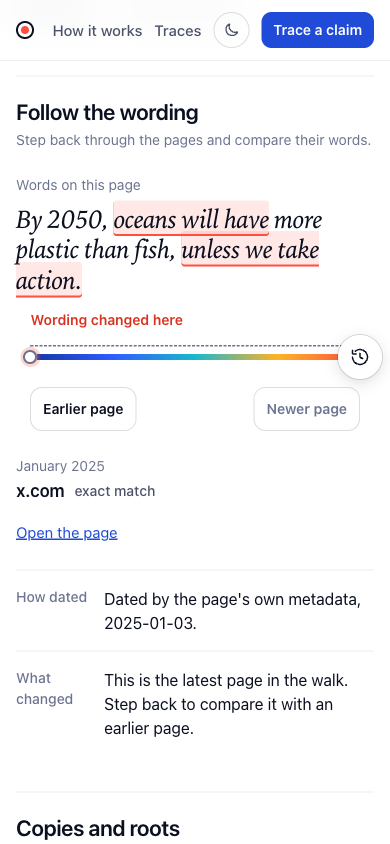 How it works
Traces
Trace a claim
Follow the wording
Step back through the pages and compare their words.
Words on this page
By 2050, oceans will have more
plastic than fish, unless we take
action.
Wording changed here
Earlier page
Newer page
January 2025
x.com exact match
Open the page
How dated
Dated by the page's own metadata,
2025-01-03.
What
changed
This is the latest page in the walk.
Step back to compare it with an
earlier page.
Copies and roots